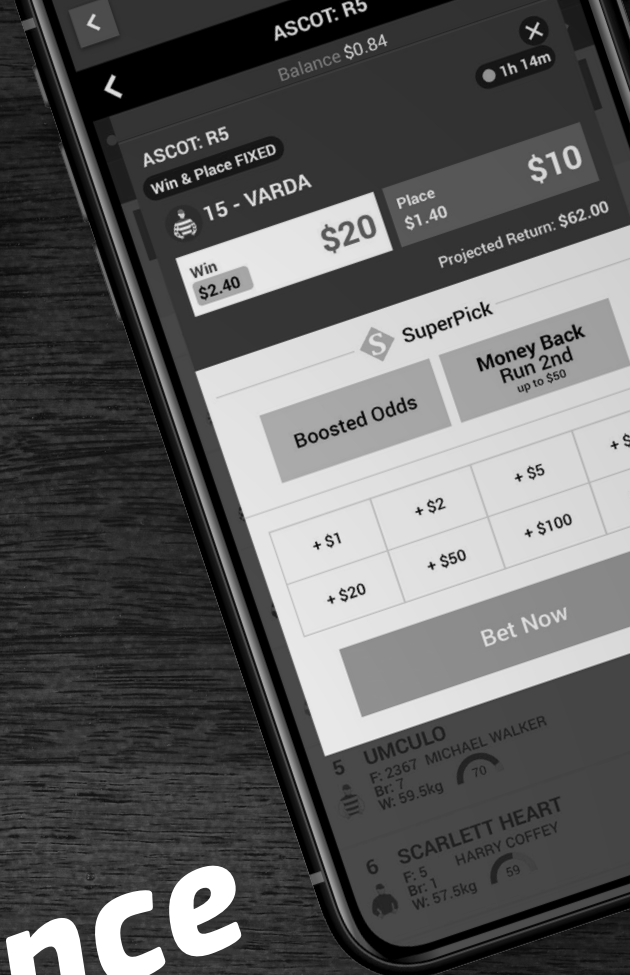 ASCOT: R5
Balance $0.84
1h 14m
ASCOT: R5
Win & Place FIXED
15 - VARDA
Win
$2.40
$20
Place
$1.40
$10
Projected Return: $62.00
S SuperPick
Boosted Odds
Money Back
Run 2nd
up to $50
+ $1
+ $2
+ $5
+ $
+ $20
+ $50
+ $100
Bet Now
5 UMCULO
F: 2367 MICHAEL WALKER
Br: 7
W: 59.5kg
70
6 SCARLETT HEART
F: 5 HARRY COFFEY
Br: 1
W: 57.5kg
59
nce